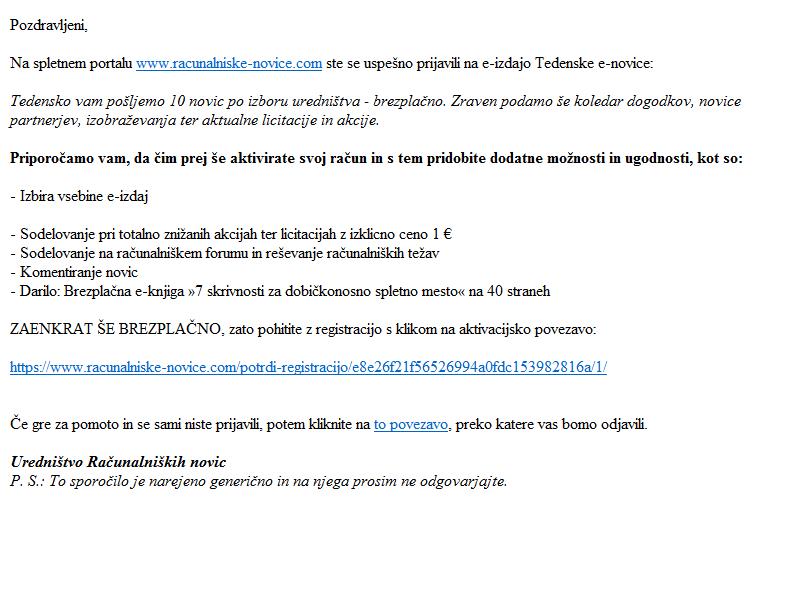 Pozdravljeni,
Na spletnem portalu www.racunalniske-novice.com ste se uspešno prijavili na e-izdajo Tedenske e-novice:
Tedensko vam pošljemo 10 novic po izboru uredništva - brezplačno. Zraven podamo še koledar dogodkov, novice
partnerjev, izobraževanja ter aktualne licitacije in akcije.
Priporočamo vam, da čim prej še aktivirate svoj račun in s tem pridobite dodatne možnosti in ugodnosti, kot so:
- Izbira vsebine e-izdaj
- Sodelovanje pri totalno znižanih akcijah ter licitacijah z izklicno ceno 1 €
- Sodelovanje na računalniškem forumu in reševanje računalniških težav
- Komentiranje novic
- Darilo: Brezplačna e-knjiga »7 skrivnosti za dobičkonosno spletno mesto« na 40 straneh
ZAENKRAT ŠE BREZPLAČNO, zato pohitite z registracijo s klikom na aktivacijsko povezavo:
https://www.racunalniske-novice.com/potrdi-registracijo/e8e26f21f56526994a0fdc153982816a/1/
Če gre za pomoto in se sami niste prijavili, potem kliknite na to povezavo, preko katere vas bomo odjavili.
Uredništvo Računalniških novic
P. S.: To sporočilo je narejeno generično in na njega prosim ne odgovarjajte.